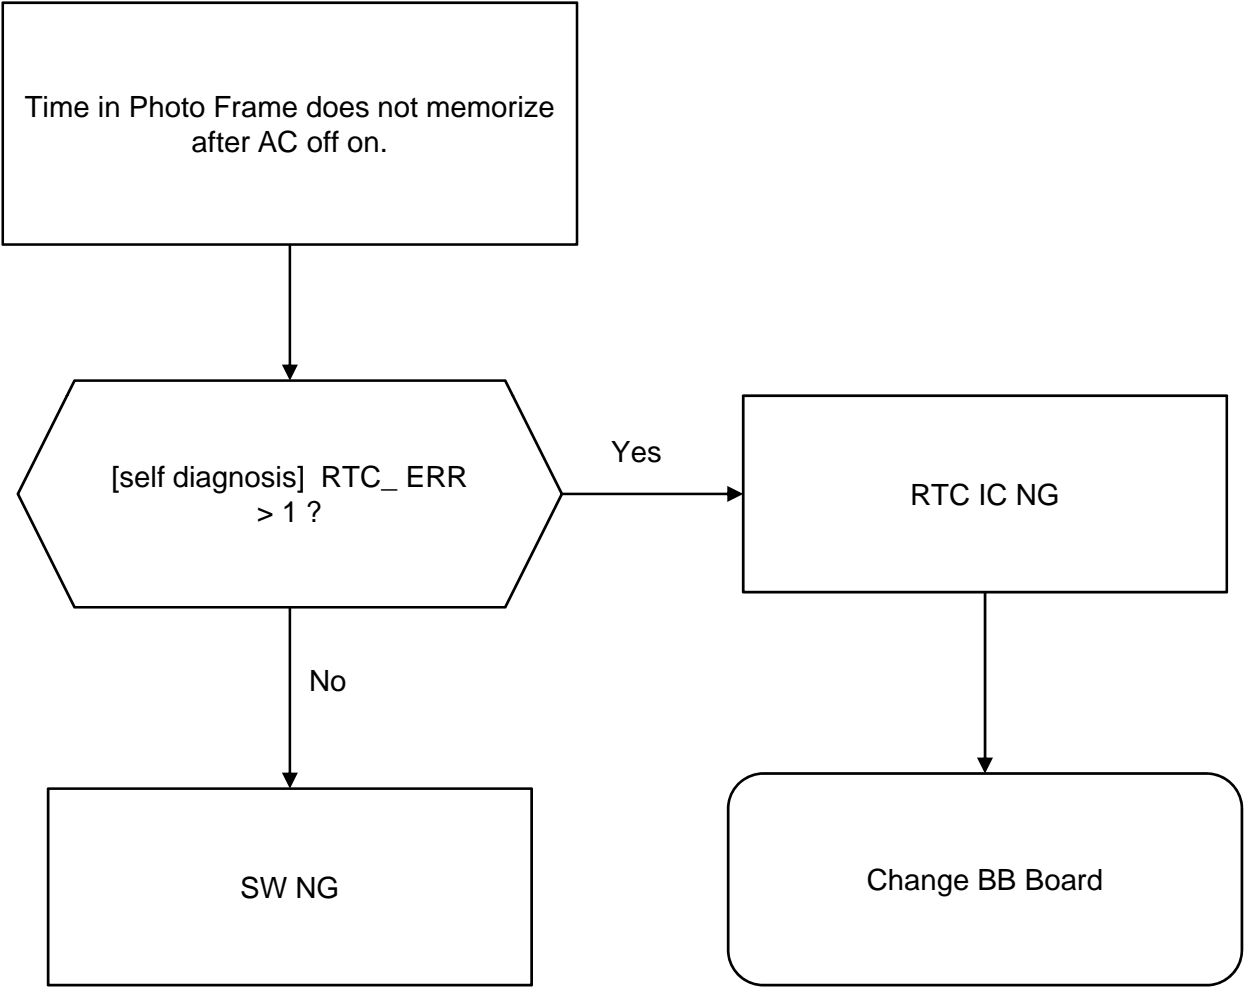 Time in Photo Frame does not memorize
after AC off on.
[self diagnosis]  RTC_ ERR
> 1 ?
Yes
RTC IC NG
No
SW NG
Change BB Board